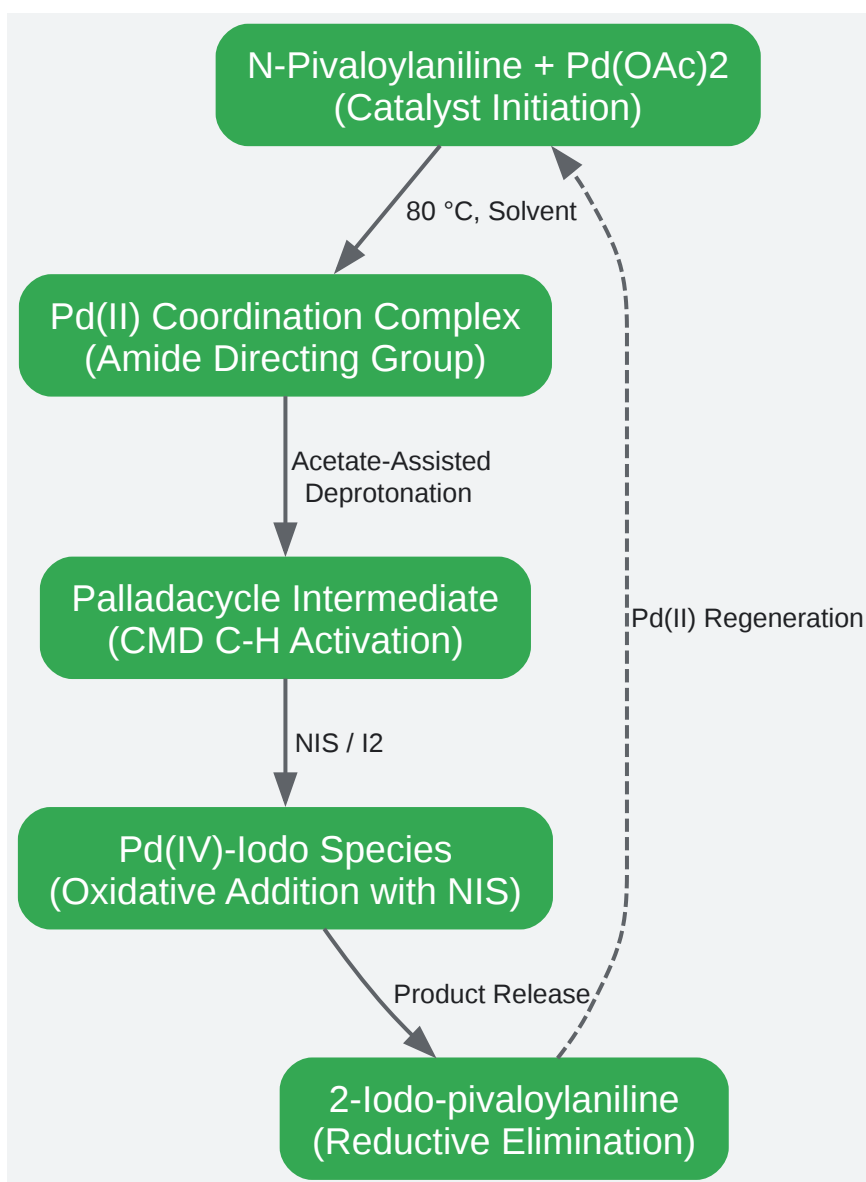 N-Pivaloylaniline + Pd(OAc)2
(Catalyst Initiation)
80 °C, Solvent
Pd(II) Coordination Complex
(Amide Directing Group)
Acetate-Assisted
Deprotonation
Palladacycle Intermediate
(CMD C-H Activation)
Pd(II) Regeneration
NIS / I2
Pd(IV)-Iodo Species
(Oxidative Addition with NIS)
Product Release
2-Iodo-pivaloylaniline
(Reductive Elimination)